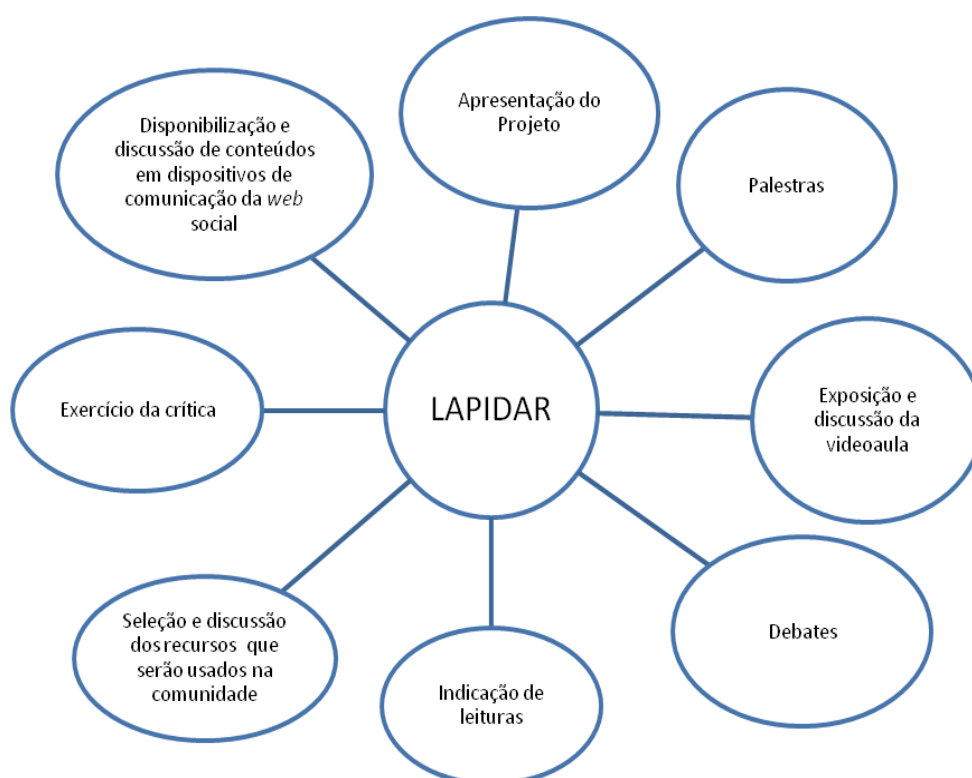 Apresentação do
Projeto
Palestras
Exposição e
discussão da
videoaula
Debates
Indicação de
leituras
Seleção e discussão
dos recursos que
serão usados na
comunidade
Exercício da crítica
Disponibilização e
discussão de conteúdos
em dispositivos de
comunicação da web
social
LAPIDAR